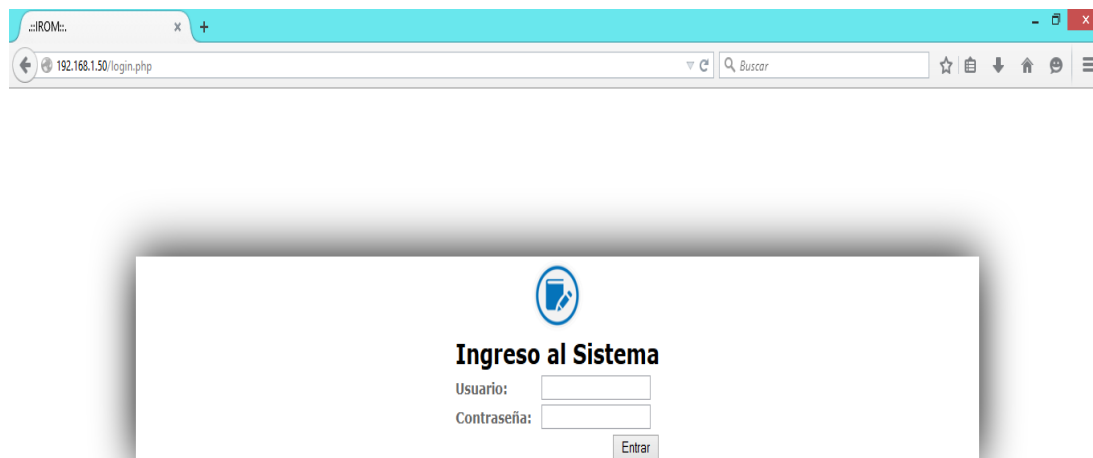 .::IROM::.
192.168.1.50/login.php
Buscar
Ingreso al Sistema
Usuario:
Contraseña:
Entrar